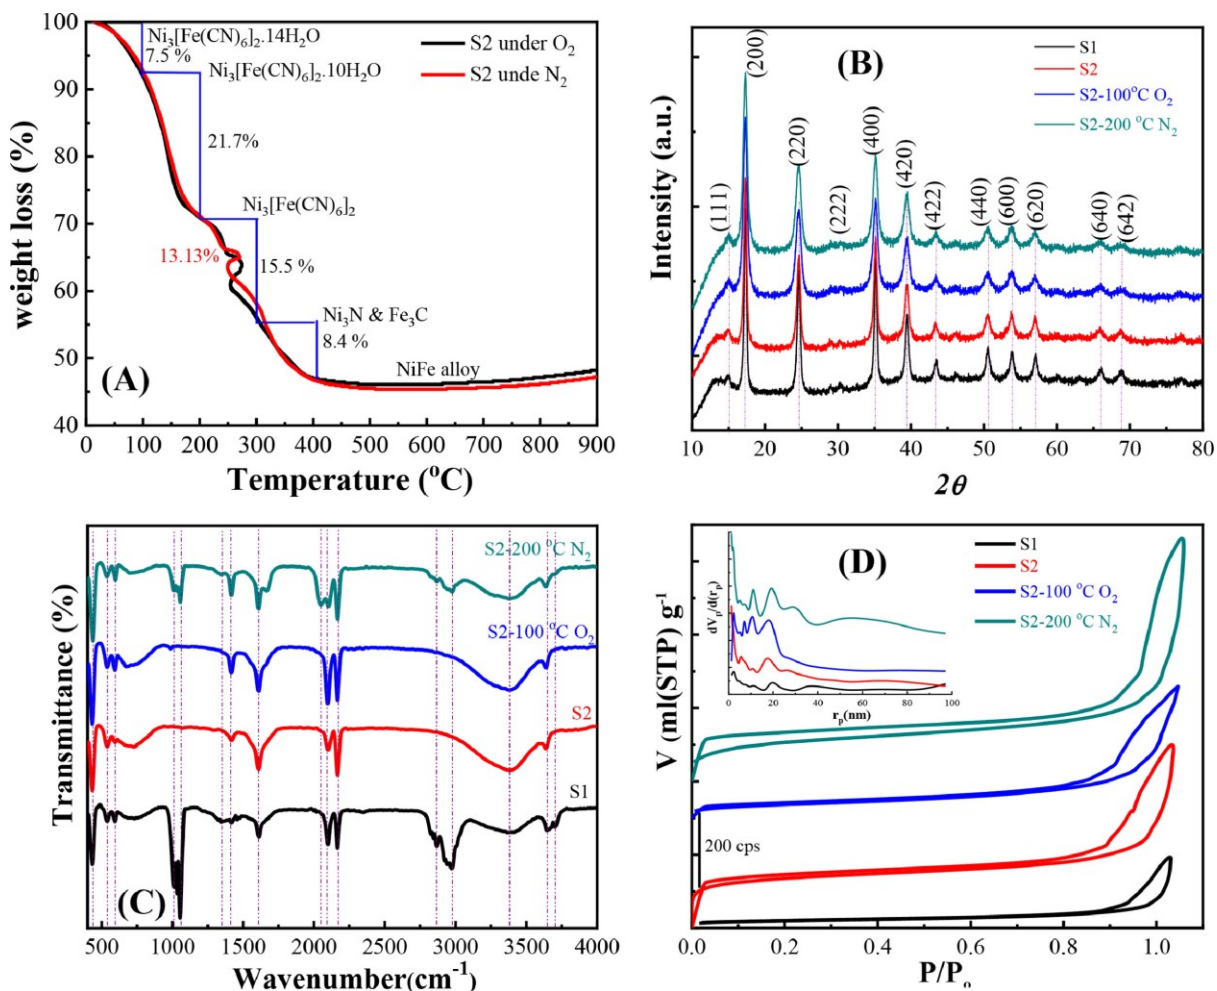 100
90
80
70
60
50
40
weight loss (%)
Ni₃[Fe(CN)₆]₂.14H₂O
7.5 %
Ni₃[Fe(CN)₆]₂.10H₂O
21.7%
Ni₃[Fe(CN)₆]₂
13.13%
15.5 %
Ni₃N & Fe₃C
8.4 %
NiFe alloy
S2 under O₂
S2 unde N₂
(A)
0 100 200 300 400 500 600 700 800 900
Temperature (°C)
(B)
S1
S2
S2-100°C O₂
S2-200 °C N₂
Intensity (a.u.)
(111)
(200)
(220)
(222)
(400)
(420)
(422)
(440)
(600)
(620)
(640)
(642)
10 20 30 40 50 60 70 80
2θ
Transmittance (%)
S2-200 °C N₂
S2-100 °C O₂
S2
S1
(C)
500 1000 1500 2000 2500 3000 3500 4000
Wavenumber(cm⁻¹)
V (ml(STP) g⁻¹
dVₚ/d(rₚ
0 20 40 60 80 100
rₚ(nm)
(D)
S1
S2
S2-100 °C O₂
S2-200 °C N₂
200 cps
0.0 0.2 0.4 0.6 0.8 1.0
P/Pₒ